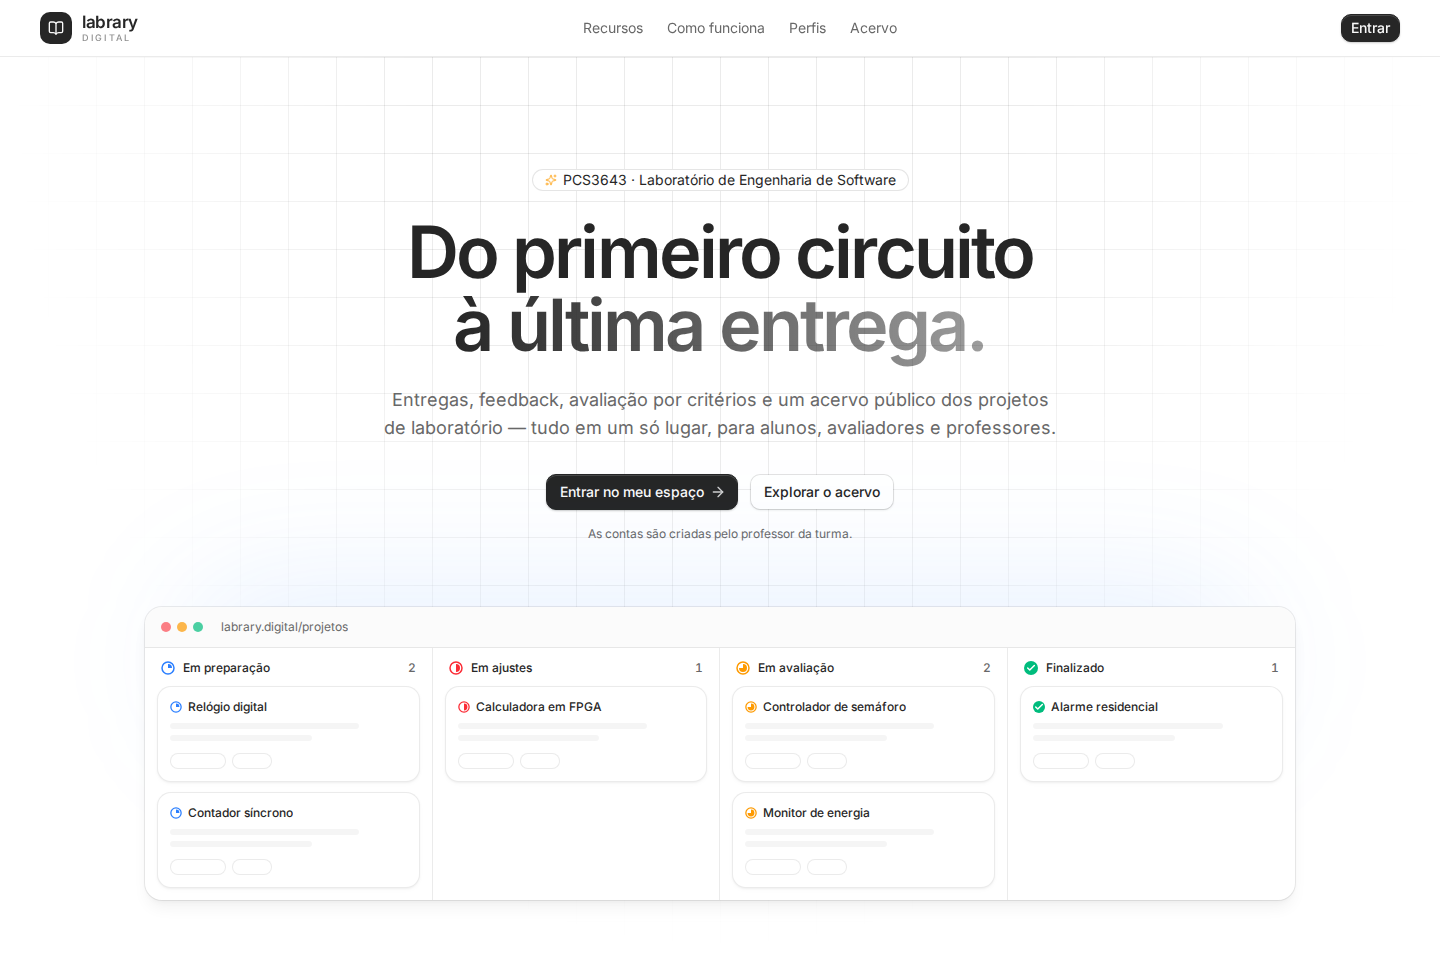 labrary
DIGITAL
Recursos
Como funciona
Perfis
Acervo
Entrar
PCS3643 · Laboratório de Engenharia de Software
Do primeiro circuito
à última entrega.
Entregas, feedback, avaliação por critérios e um acervo público dos projetos
de laboratório — tudo em um só lugar, para alunos, avaliadores e professores.
Entrar no meu espaço →
Explorar o acervo
As contas são criadas pelo professor da turma.
labrary.digital/projetos
Em preparação 2
Relógio digital
Contador síncrono
Em ajustes 1
Calculadora em FPGA
Em avaliação 2
Controlador de semáforo
Monitor de energia
Finalizado 1
Alarme residencial